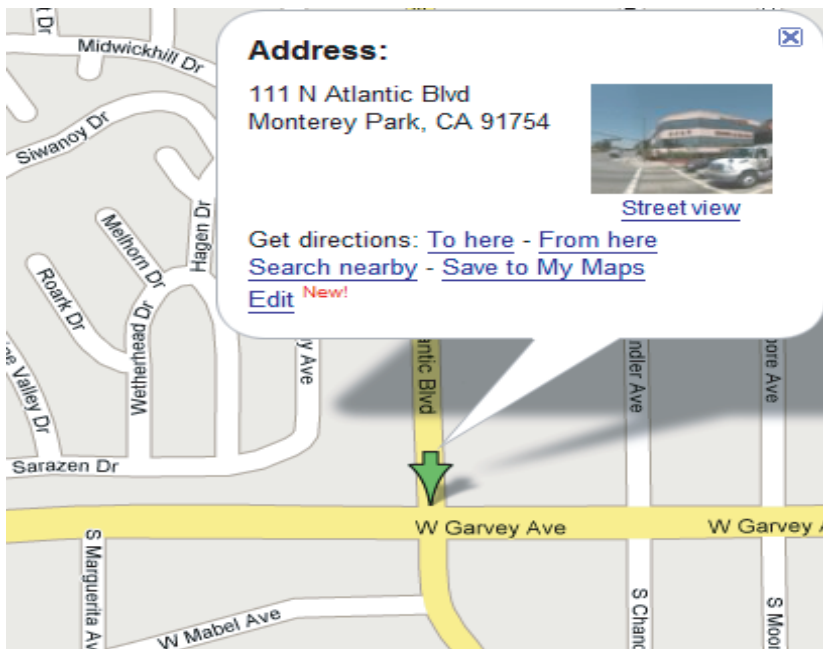 Midwickhill Dr
Siwanoy Dr
Melhorn Dr
Hagen Dr
Roark Dr
Wetherhead Dr
Valley Dr
Sarazen Dr
Address:
111 N Atlantic Blvd
Monterey Park, CA 91754
Street view
Get directions: To here - From here
Search nearby - Save to My Maps
Edit New!
y Ave
antic Blvd
ndler Ave
ore Ave
W Garvey Ave
W Garvey
S Marguerita Av
W Mabel Ave
S Chand
S Moor